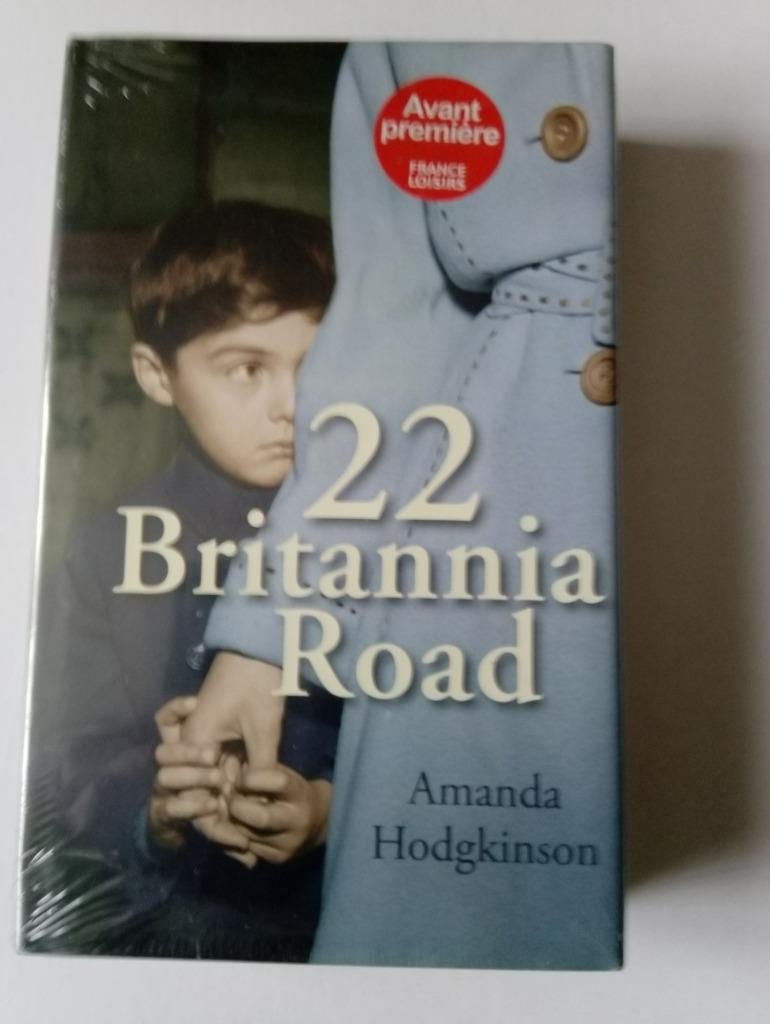 Avant
première
FRANCE
LOISIRS
22
Britannia
Road
Amanda
Hodgkinson